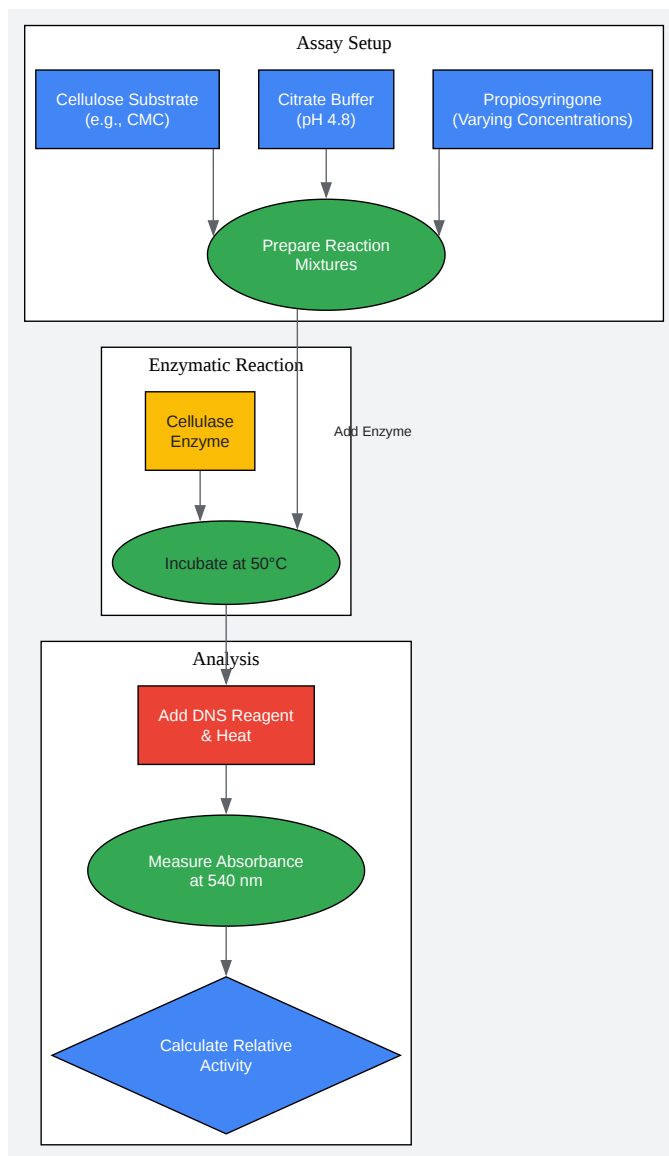 Assay Setup
Cellulose Substrate
(e.g., CMC)
Citrate Buffer
(pH 4.8)
Propiosyringone
(Varying Concentrations)
Prepare Reaction
Mixtures
Enzymatic Reaction
Cellulase
Enzyme
Add Enzyme
Incubate at 50°C
Analysis
Add DNS Reagent
& Heat
Measure Absorbance
at 540 nm
Calculate Relative
Activity